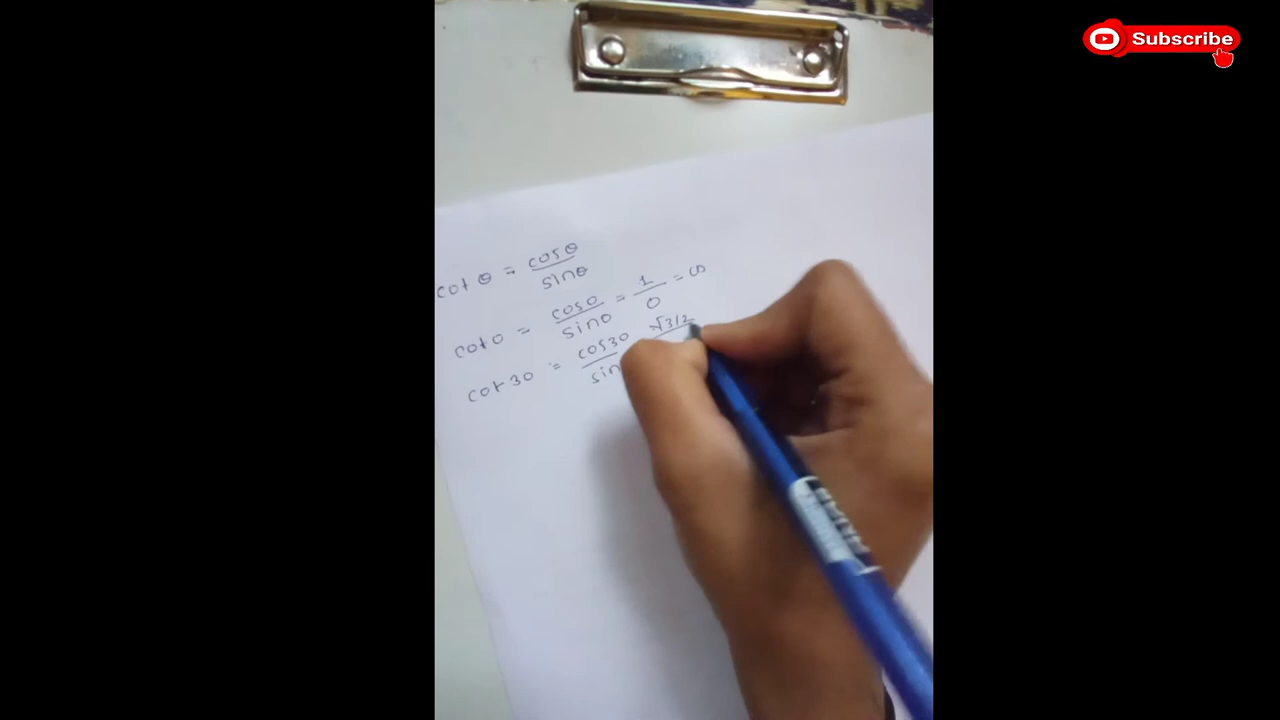 Subscribe
cot θ = cosθ/sinθ
cot 0 = cos0/sin0 = 1/0 = ∞
cot 30 = cos30/sin √3/2